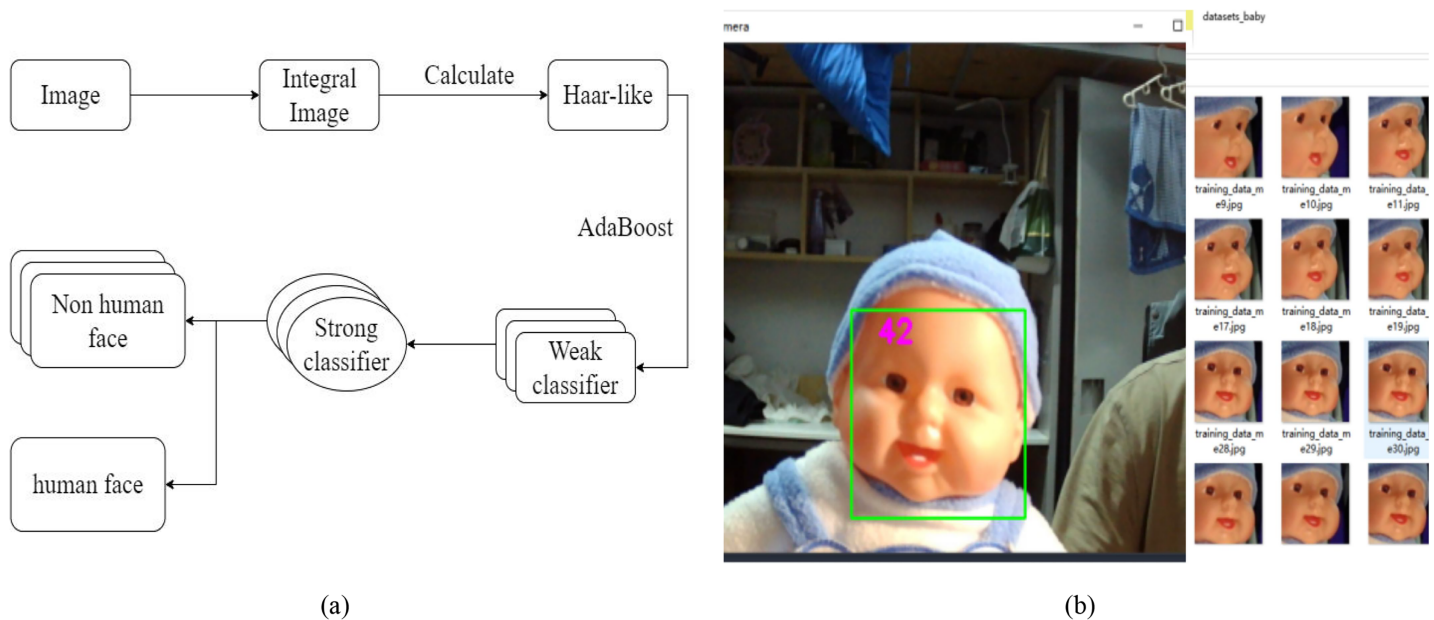 Image
Integral
Image
Calculate
Haar-like
AdaBoost
Non human
face
Strong
classifier
Weak
classifier
human face
(a)
mera
datasets_baby
42
training_data_m
e9.jpg
training_data_m
e10.jpg
training_data_
e11.jpg
training_data_m
e17.jpg
training_data_m
e18.jpg
training_data_
e19.jpg
training_data_m
e28.jpg
training_data_m
e29.jpg
training_data_
e30.jpg
(b)